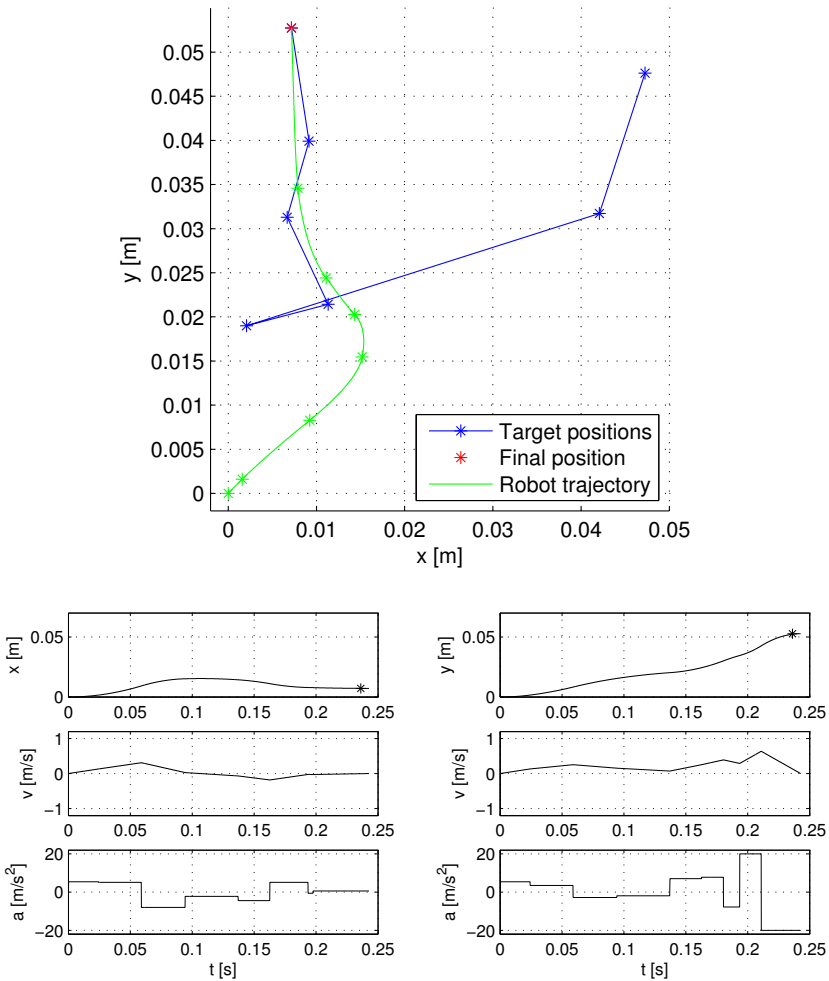 0.05
0.045
0.04
0.035
0.03
0.025
0.02
0.015
0.01
0.005
0
y [m]
0 0.01 0.02 0.03 0.04 0.05
x [m]
Target positions
Final position
Robot trajectory
x [m]
0.05
0
0 0.05 0.1 0.15 0.2 0.25
y [m]
0.05
0
0 0.05 0.1 0.15 0.2 0.25
v [m/s]
1
0
−1
0 0.05 0.1 0.15 0.2 0.25
v [m/s]
1
0
−1
0 0.05 0.1 0.15 0.2 0.25
a [m/s²]
20
0
−20
0 0.05 0.1 0.15 0.2 0.25
t [s]
a [m/s²]
20
0
−20
0 0.05 0.1 0.15 0.2 0.25
t [s]